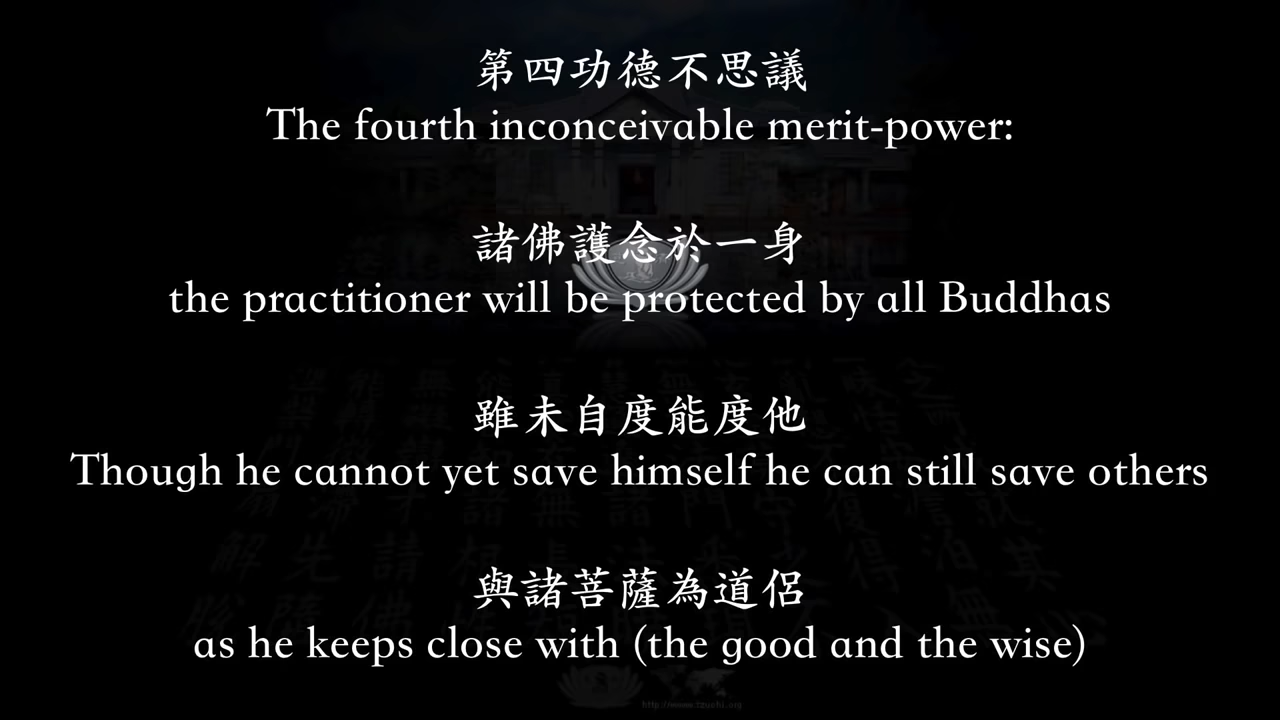 第四功德不思議
The fourth inconceivable merit-power:
諸佛護念於一身
the practitioner will be protected by all Buddhas
雖未自度能度他
Though he cannot yet save himself he can still save others
與諸菩薩為道侶
as he keeps close with (the good and the wise)